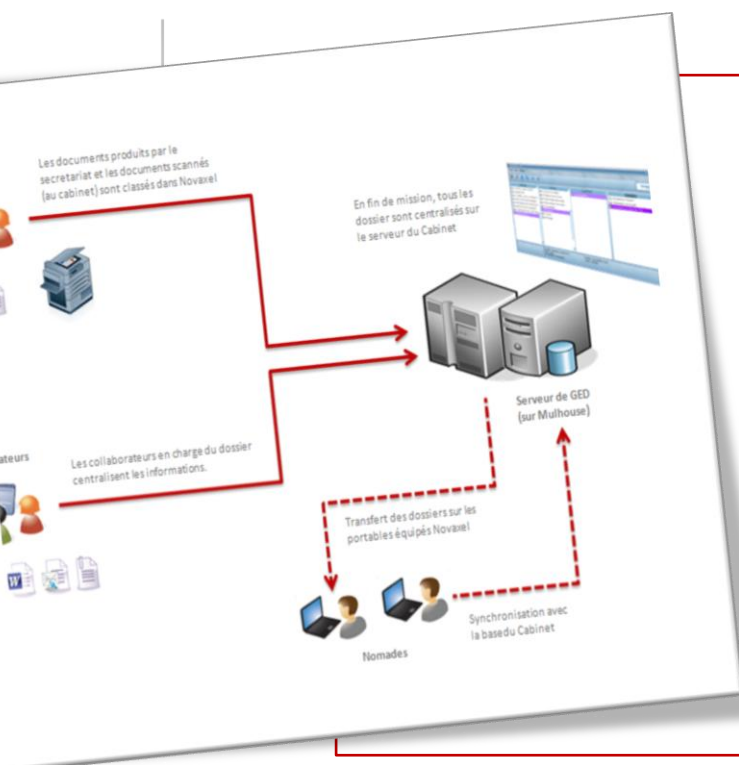 Les documents produits par le
secretariat et les documents scannés
(au cabinet) sont classés dans Novaxel
En fin de mission, tous les
dossier sont centralisés sur
le serveur du Cabinet
Serveur de GED
(sur Mulhouse)
ateurs
Les collaborateurs en charge du dossier
centralisent les informations.
Transfert des dossiers sur les
portables équipés Novaxel
Synchronisation avec
la basedu Cabinet
Nomades